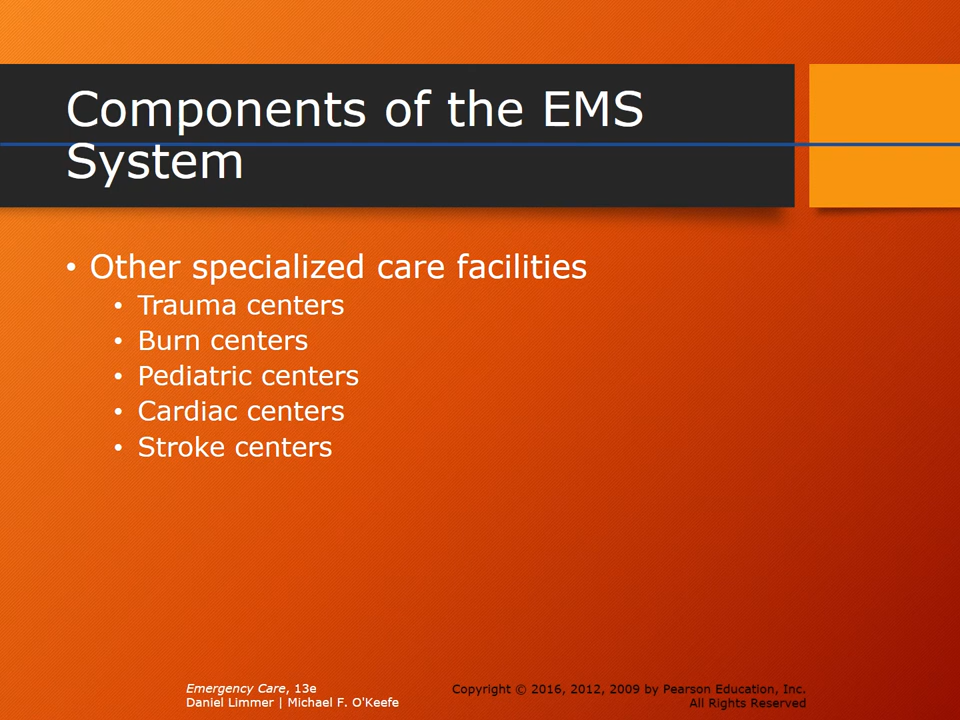 Components of the EMS
System
• Other specialized care facilities
• Trauma centers
• Burn centers
• Pediatric centers
• Cardiac centers
• Stroke centers
Emergency Care, 13e
Daniel Limmer | Michael F. O'Keefe
Copyright © 2016, 2012, 2009 by Pearson Education, Inc.
All Rights Reserved